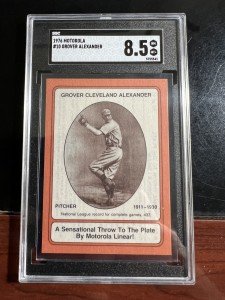 SGC
1976 MOTOROLA
#10 GROVER ALEXANDER
8.5
GROVER CLEVELAND ALEXANDER
PITCHER
1911-1930
National League record for complete games, 437.
A Sensational Throw To The Plate
By Motorola Linear!